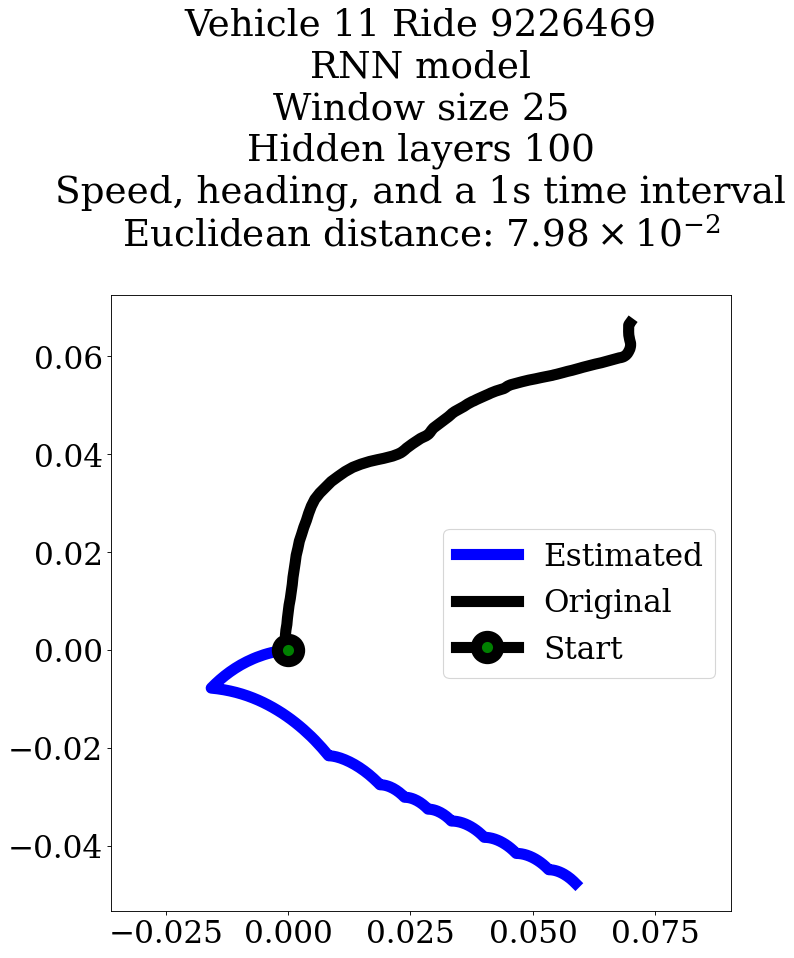 Vehicle 11 Ride 9226469
RNN model
Window size 25
Hidden layers 100
Speed, heading, and a 1s time interval
Euclidean distance: 7.98 × 10⁻²
0.06
0.04
0.02
0.00
−0.02
−0.04
Estimated
Original
Start
−0.025 0.000 0.025 0.050 0.075